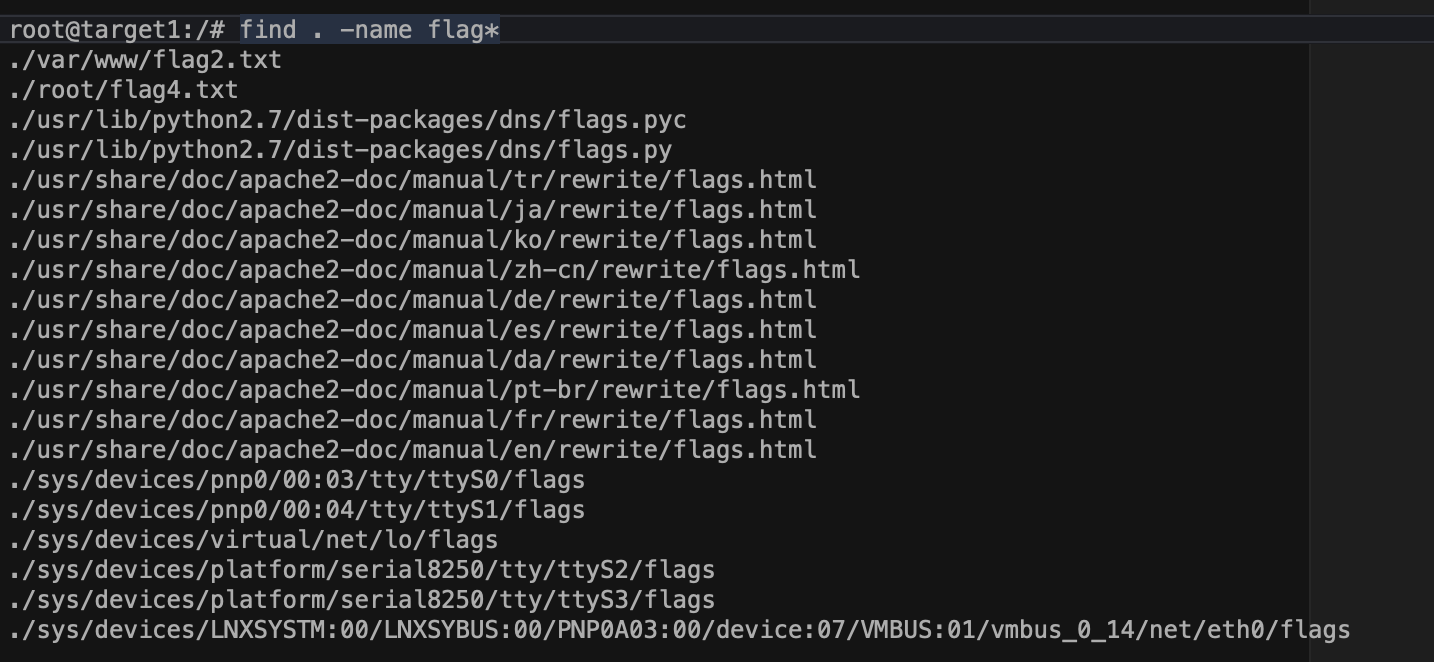 root@target1:/# find . -name flag*
./var/www/flag2.txt
./root/flag4.txt
./usr/lib/python2.7/dist-packages/dns/flags.pyc
./usr/lib/python2.7/dist-packages/dns/flags.py
./usr/share/doc/apache2-doc/manual/tr/rewrite/flags.html
./usr/share/doc/apache2-doc/manual/ja/rewrite/flags.html
./usr/share/doc/apache2-doc/manual/ko/rewrite/flags.html
./usr/share/doc/apache2-doc/manual/zh-cn/rewrite/flags.html
./usr/share/doc/apache2-doc/manual/de/rewrite/flags.html
./usr/share/doc/apache2-doc/manual/es/rewrite/flags.html
./usr/share/doc/apache2-doc/manual/da/rewrite/flags.html
./usr/share/doc/apache2-doc/manual/pt-br/rewrite/flags.html
./usr/share/doc/apache2-doc/manual/fr/rewrite/flags.html
./usr/share/doc/apache2-doc/manual/en/rewrite/flags.html
./sys/devices/pnp0/00:03/tty/ttyS0/flags
./sys/devices/pnp0/00:04/tty/ttyS1/flags
./sys/devices/virtual/net/lo/flags
./sys/devices/platform/serial8250/tty/ttyS2/flags
./sys/devices/platform/serial8250/tty/ttyS3/flags
./sys/devices/LNXSYSTM:00/LNXSYBUS:00/PNP0A03:00/device:07/VMBUS:01/vmbus_0_14/net/eth0/flags